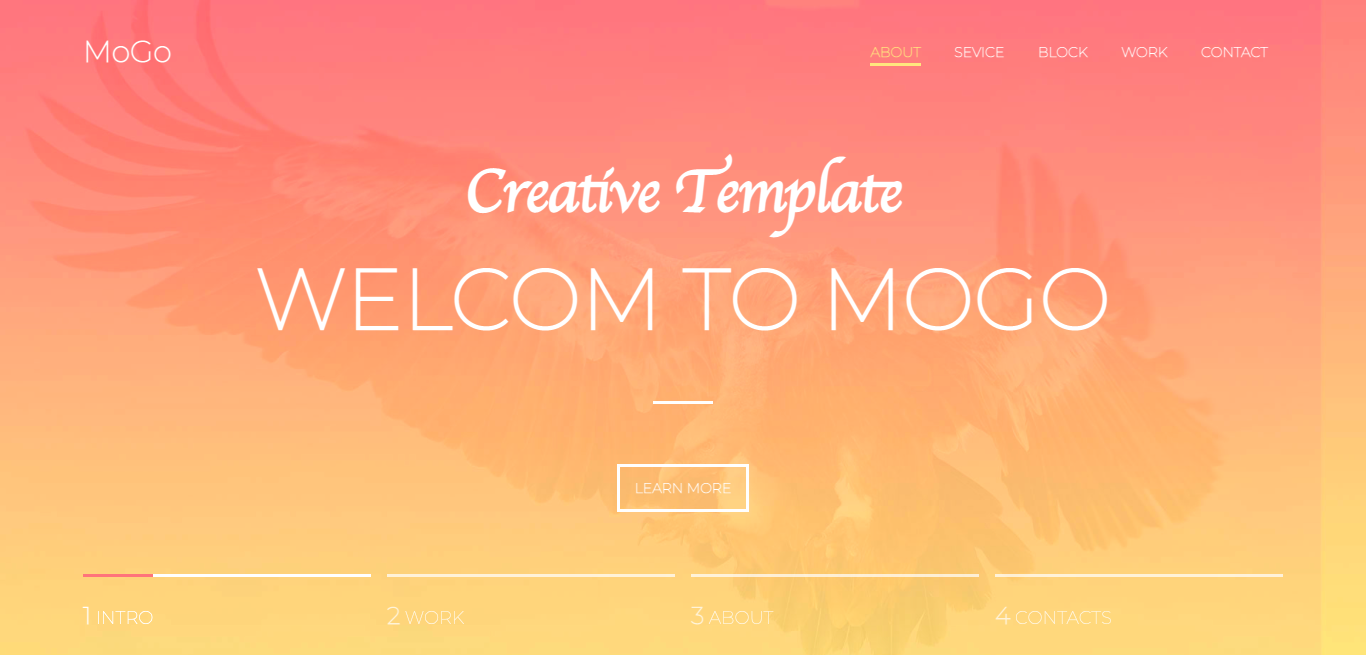 MoGo
ABOUT SEVICE BLOCK WORK CONTACT
Creative Template
WELCOM TO MOGO
LEARN MORE
1 INTRO 2 WORK 3 ABOUT 4 CONTACTS